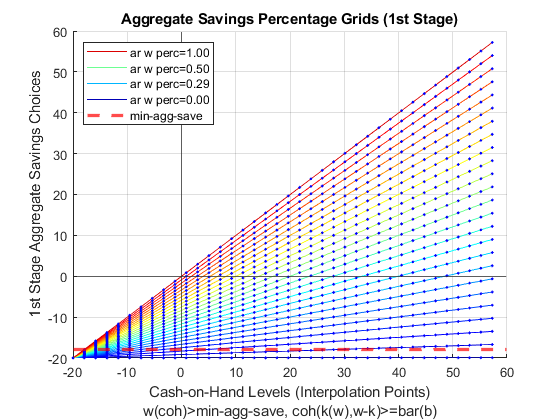 Aggregate Savings Percentage Grids (1st Stage)
60
50
40
30
20
10
0
-10
-20
1st Stage Aggregate Savings Choices
ar w perc=1.00
ar w perc=0.50
ar w perc=0.29
ar w perc=0.00
min-agg-save
-20
-10
0
10
20
30
40
50
60
Cash-on-Hand Levels (Interpolation Points)
w(coh)>min-agg-save, coh(k(w),w-k)>=bar(b)